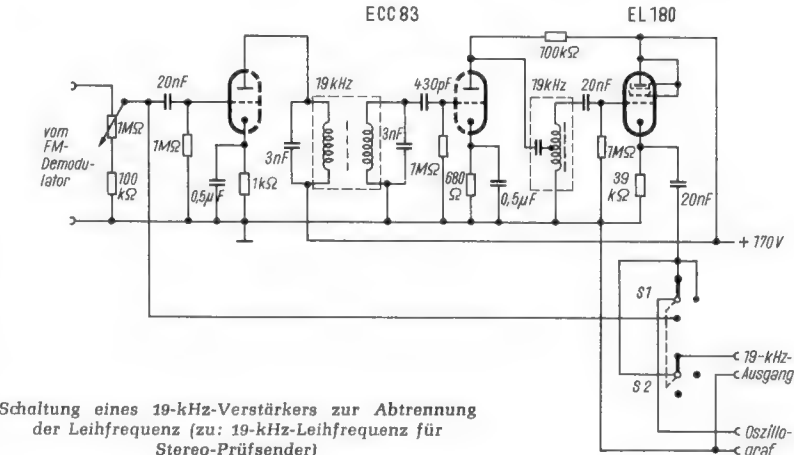 ECC 83
EL 180
100kΩ
20nF
19kHz
430pF
19kHz
20nF
vom
FM-
Demodu-
lator
1MΩ
1MΩ
3nF
3nF
1MΩ
1MΩ
100
kΩ
0,5μF
1kΩ
680
Ω
0,5μF
39
kΩ
20nF
+ 170V
S1
S2
19-kHz-
Ausgang
Oszillo-
graf
Schaltung eines 19-kHz-Verstärkers zur Abtrennung
der Leihfrequenz (zu: 19-kHz-Leihfrequenz für
Stereo-Prüfsender)